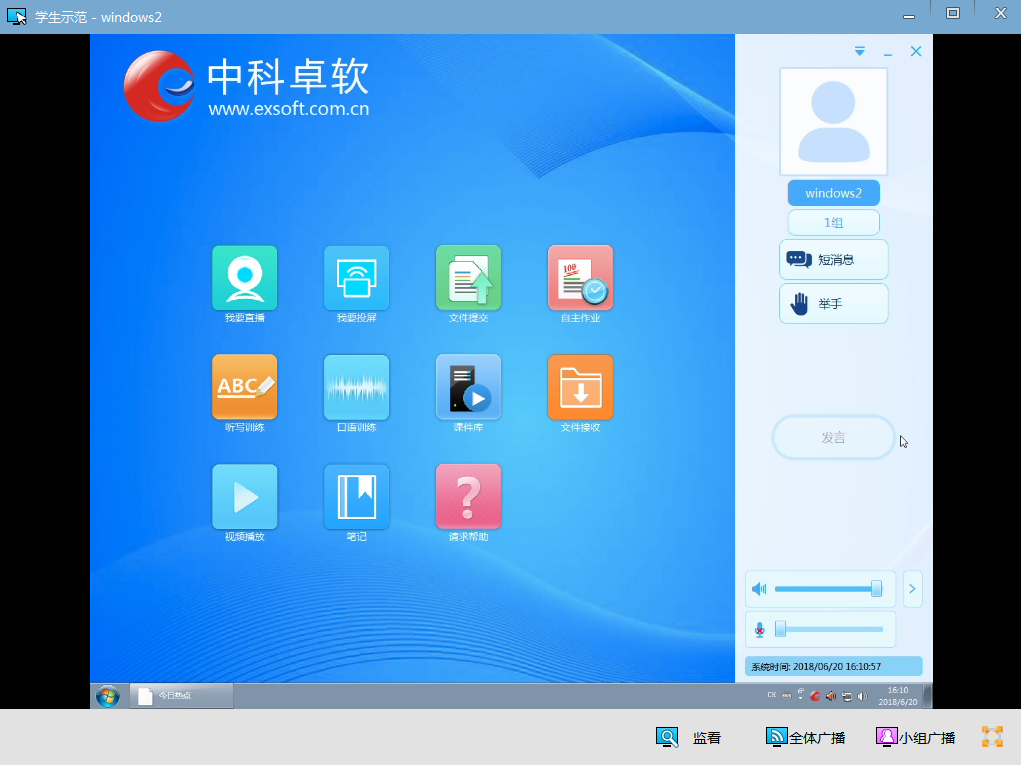 学生示范 - windows2
中科卓软
www.exsoft.com.cn
windows2
1组
短消息
举手
我要直播
我要投屏
文件提交
100
自主作业
ABC
听写训练
口语训练
课件库
文件接收
发言
视频播放
笔记
?
请求帮助
系统时间: 2018/06/20 16:10:57
今日热点
CH
16:10
2018/6/20
监看
全体广播
小组广播